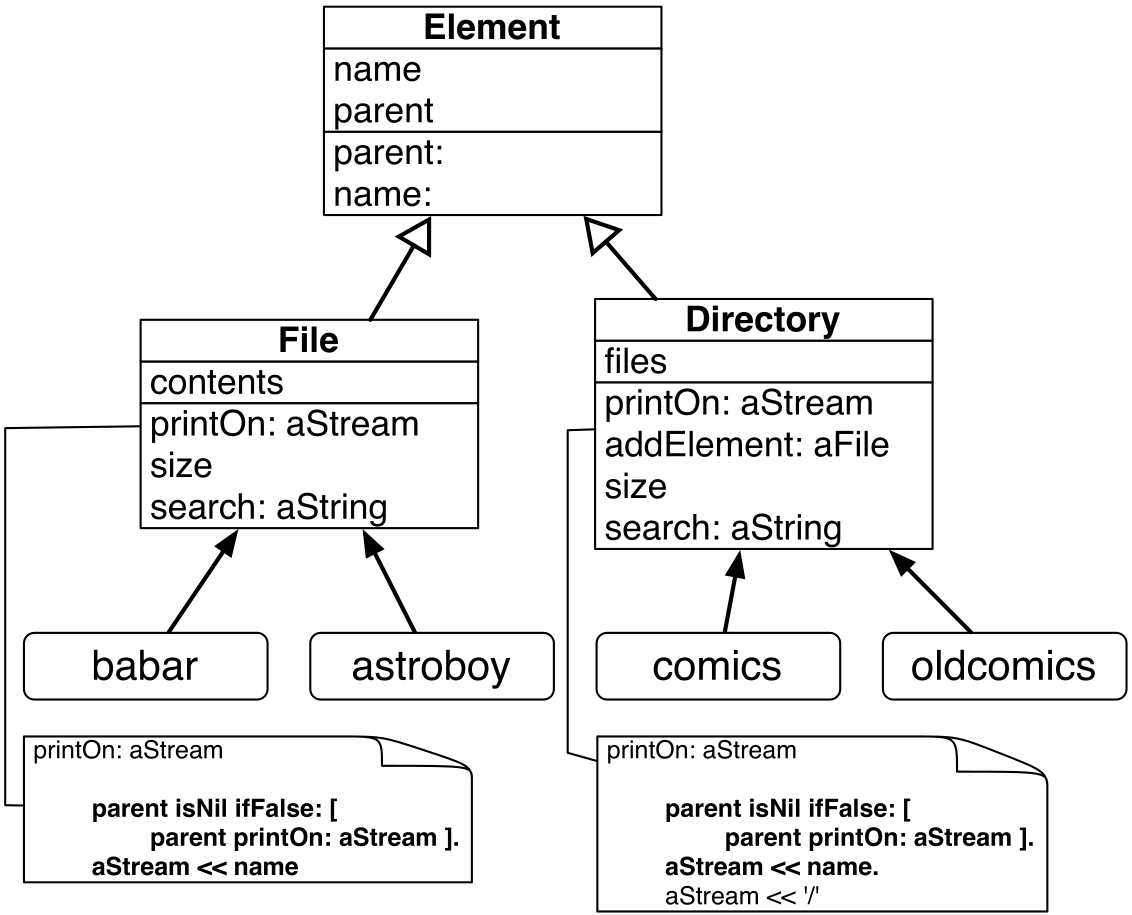 Element
name
parent
parent:
name:
File
contents
printOn: aStream
size
search: aString
Directory
files
printOn: aStream
addElement: aFile
size
search: aString
babar
astroboy
comics
oldcomics
printOn: aStream
parent isNil ifFalse: [
parent printOn: aStream ].
aStream << name
printOn: aStream
parent isNil ifFalse: [
parent printOn: aStream ].
aStream << name.
aStream << '/'